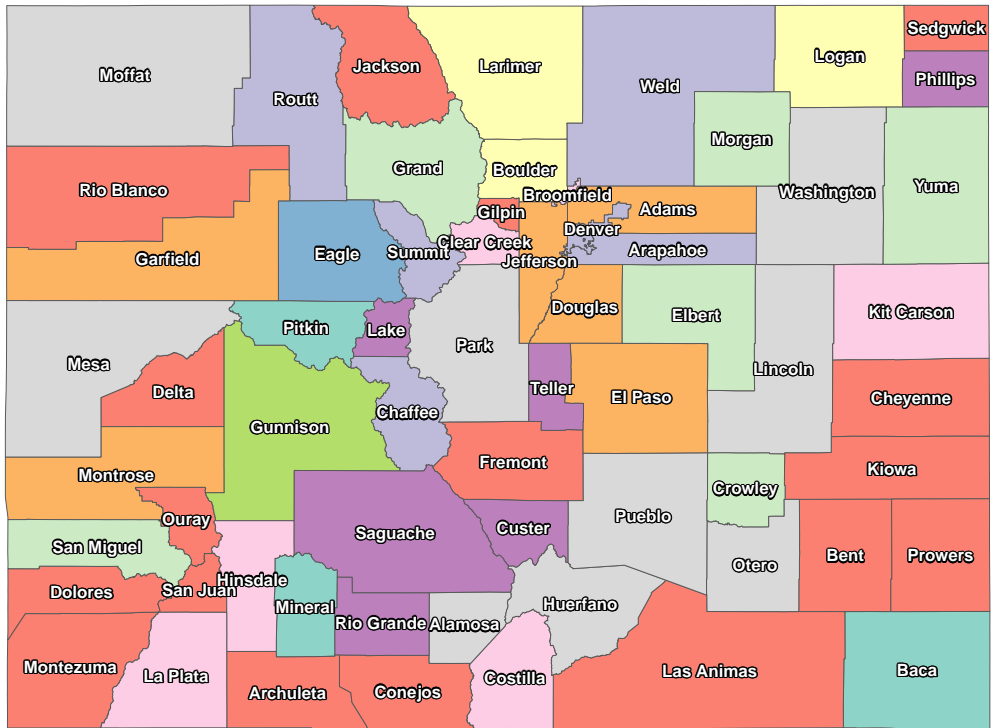 Sedgwick
Logan
Larimer
Jackson
Moffat
Phillips
Weld
Routt
Morgan
Grand
Boulder
Yuma
Rio Blanco
Washington
Broomfield
Adams
Gilpin
Denver
Clear Creek
Arapahoe
Summit
Eagle
Garfield
Jefferson
Douglas
Kit Carson
Elbert
Pitkin
Lake
Park
Mesa
Lincoln
Teller
Delta
El Paso
Cheyenne
Chaffee
Gunnison
Fremont
Kiowa
Montrose
Crowley
Pueblo
Ouray
Custer
Saguache
San Miguel
Bent
Prowers
Otero
Hinsdale
San Juan
Dolores
Huerfano
Mineral
Rio Grande
Alamosa
Montezuma
Las Animas
Baca
La Plata
Costilla
Archuleta
Conejos